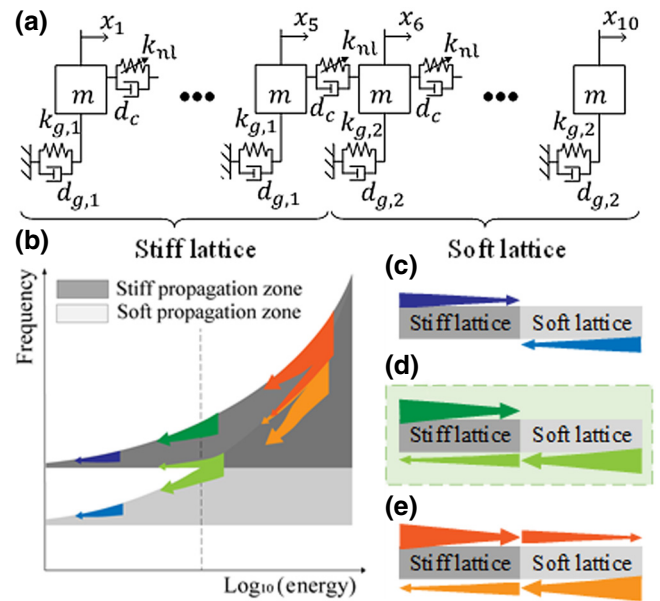 (a)
x1 x5 x6 x10
knl knl knl
m m m m
dc dc dc
kg,1 kg,1 kg,2 kg,2
dg,1 dg,1 dg,2 dg,2
Stiff lattice Soft lattice
(b)
Frequency
Stiff propagation zone
Soft propagation zone
Log10 (energy)
(c)
Stiff lattice Soft lattice
(d)
Stiff lattice Soft lattice
(e)
Stiff lattice Soft lattice